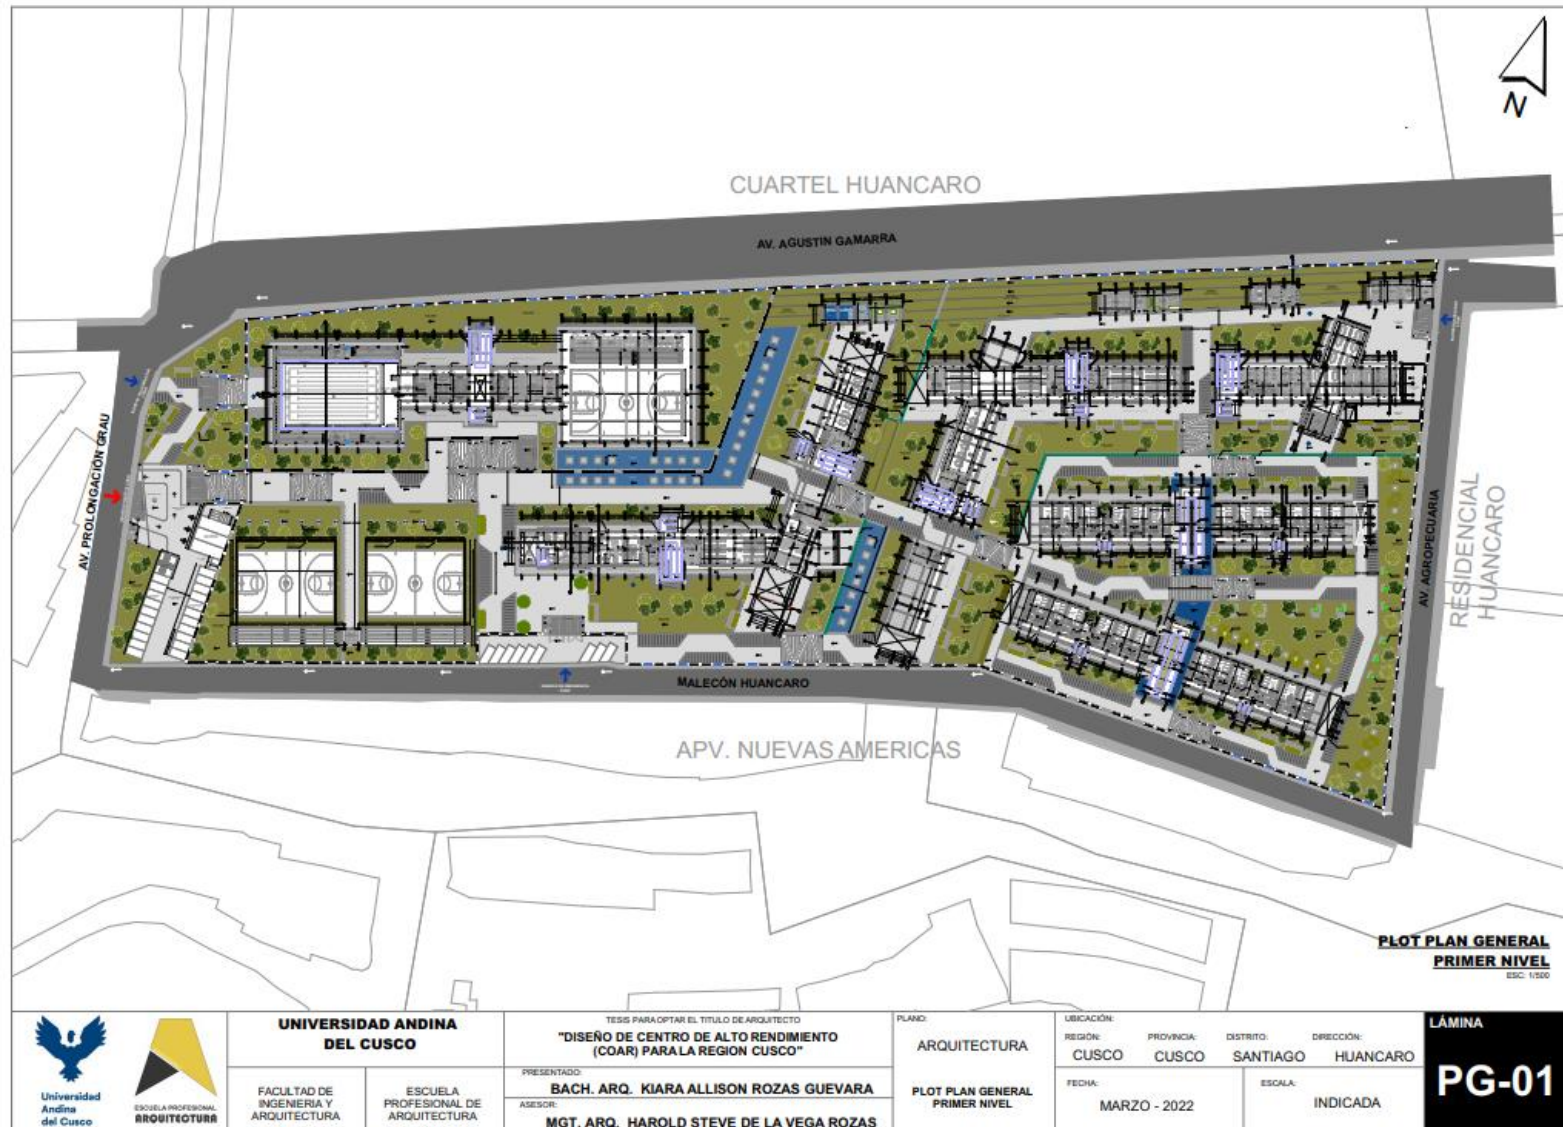 N
CUARTEL HUANCARO
AV. AGUSTIN GAMARRA
AV. PROLONGACIÓN GRAU
AV. AGROPECUARIA
RESIDENCIAL
HUANCARO
MALECÓN HUANCARO
APV. NUEVAS AMERICAS
PLOT PLAN GENERAL
PRIMER NIVEL
ESC: 1/500
Universidad
Andina
del Cusco
ESCUELA PROFESIONAL
ARQUITECTURA
UNIVERSIDAD ANDINA
DEL CUSCO
FACULTAD DE
INGENIERIA Y
ARQUITECTURA
ESCUELA
PROFESIONAL DE
ARQUITECTURA
TESIS PARA OPTAR EL TITULO DE ARQUITECTO
"DISEÑO DE CENTRO DE ALTO RENDIMIENTO
(COAR) PARA LA REGION CUSCO"
PRESENTADO:
BACH. ARQ. KIARA ALLISON ROZAS GUEVARA
ASESOR:
MGT. ARQ. HAROLD STEVE DE LA VEGA ROZAS
PLANO:
ARQUITECTURA
PLOT PLAN GENERAL
PRIMER NIVEL
UBICACIÓN:
REGIÓN: PROVINCIA: DISTRITO: DIRECCIÓN:
CUSCO CUSCO SANTIAGO HUANCARO
FECHA:
MARZO - 2022
ESCALA:
INDICADA
LÁMINA
PG-01